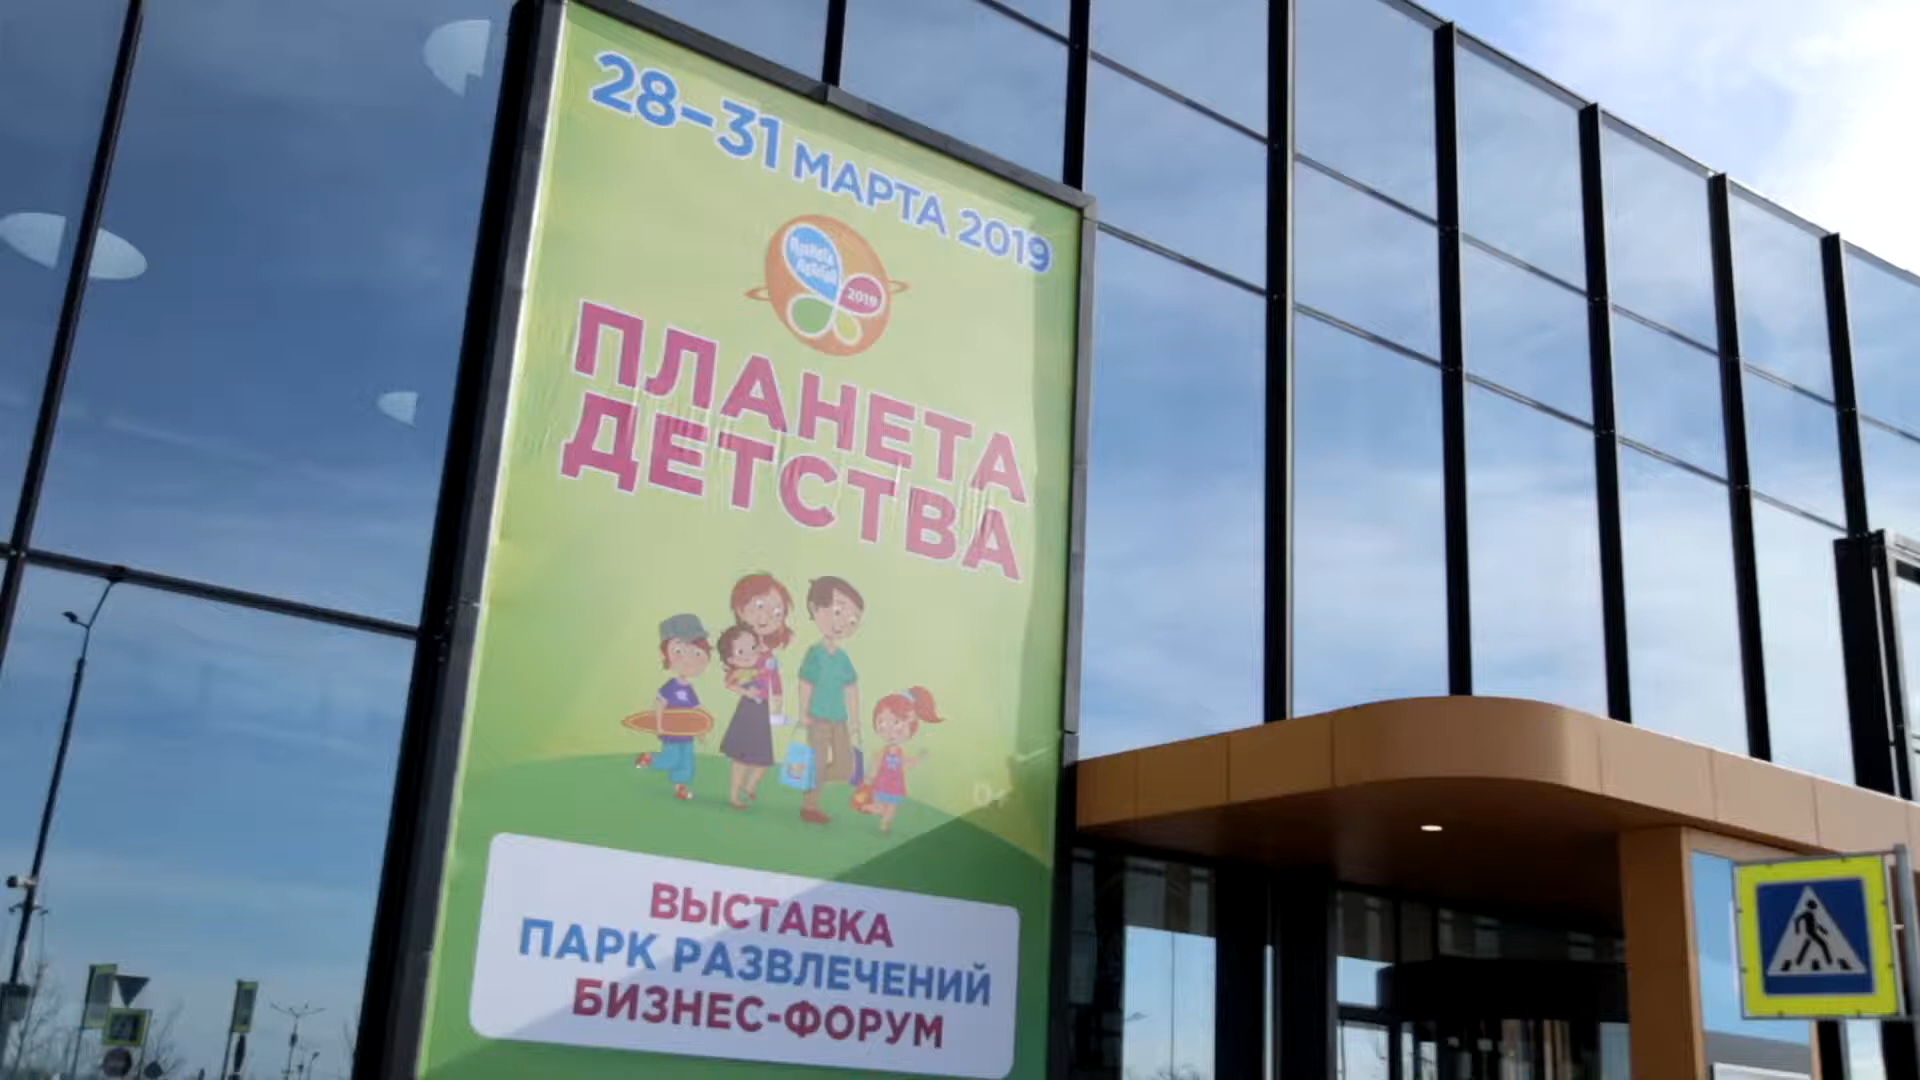 28–31 МАРТА 2019
2019
ПЛАНЕТА
ДЕТСТВА
ВЫСТАВКА
ПАРК РАЗВЛЕЧЕНИЙ
БИЗНЕС-ФОРУМ